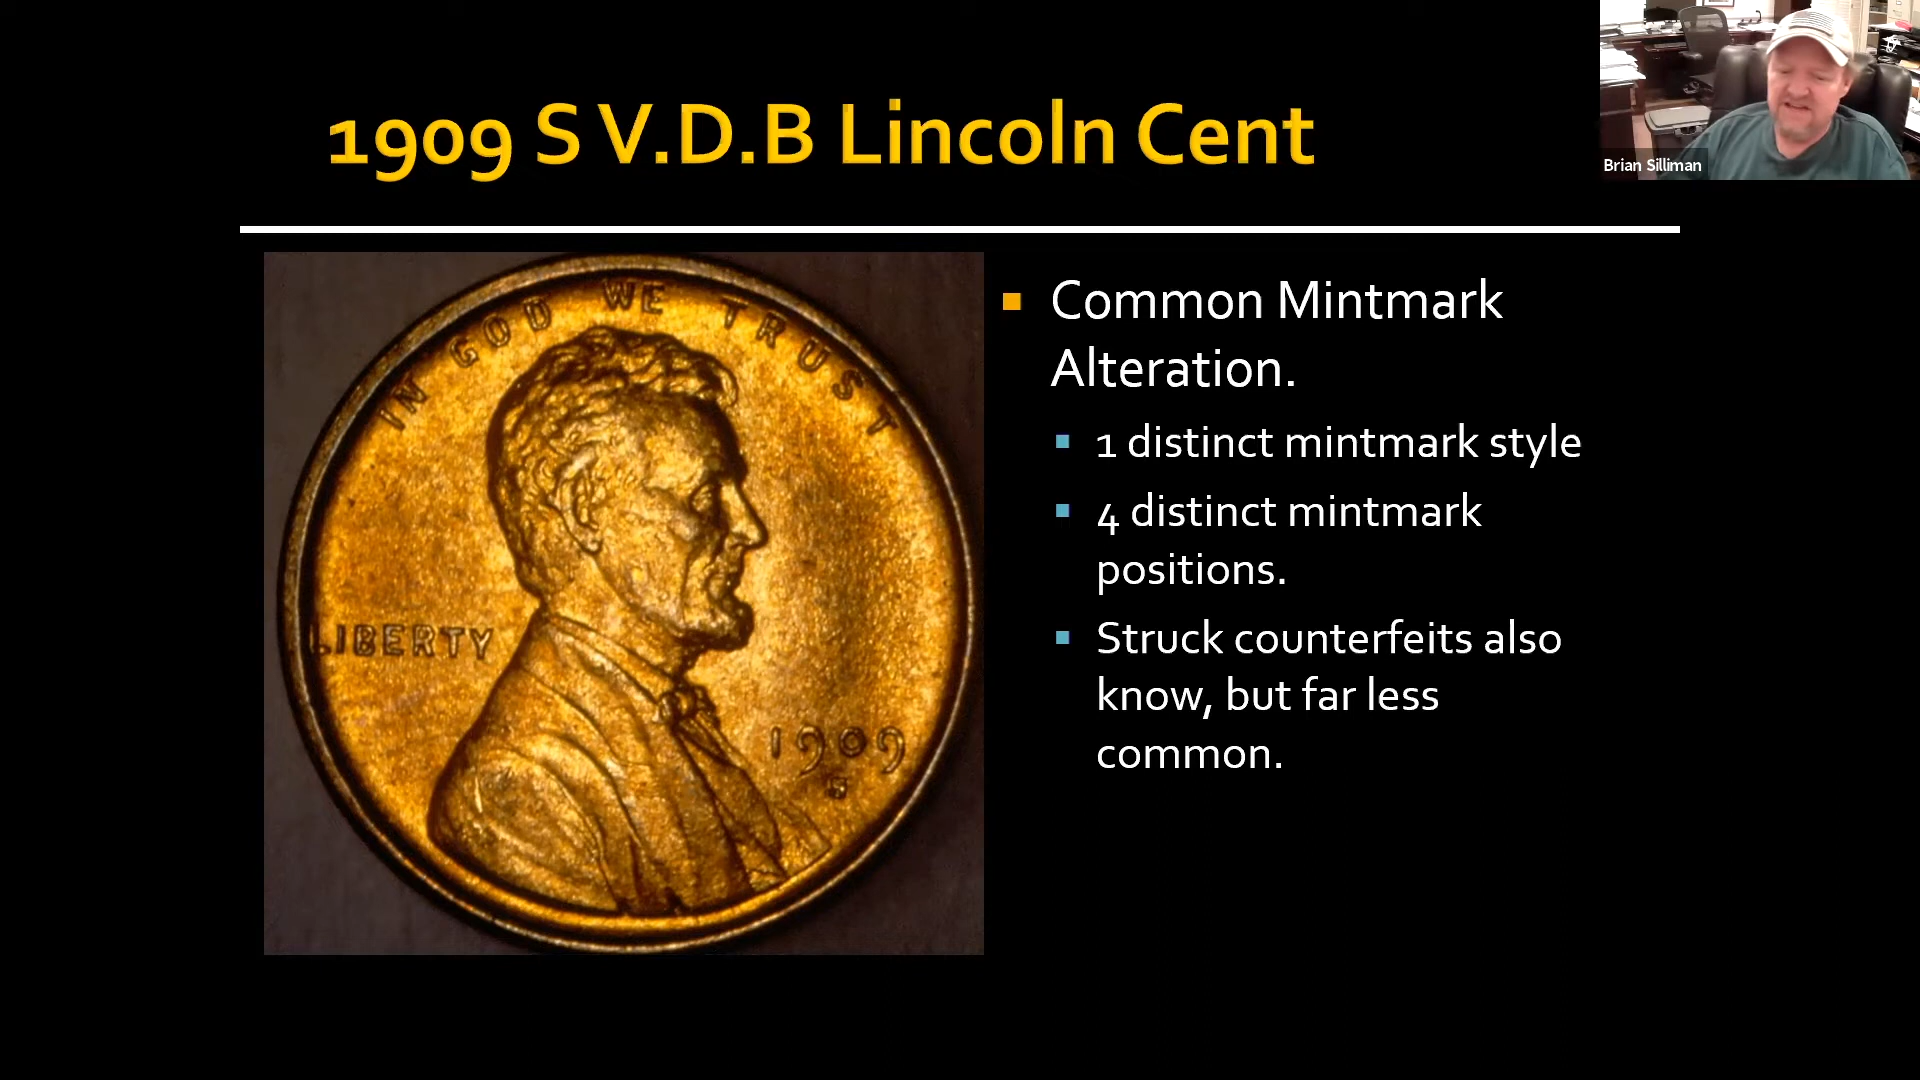 1909 S V.D.B Lincoln Cent
Brian Silliman
IN GOD WE TRUST
LIBERTY
1909
S
Common Mintmark
Alteration.
1 distinct mintmark style
4 distinct mintmark
positions.
Struck counterfeits also
know, but far less
common.